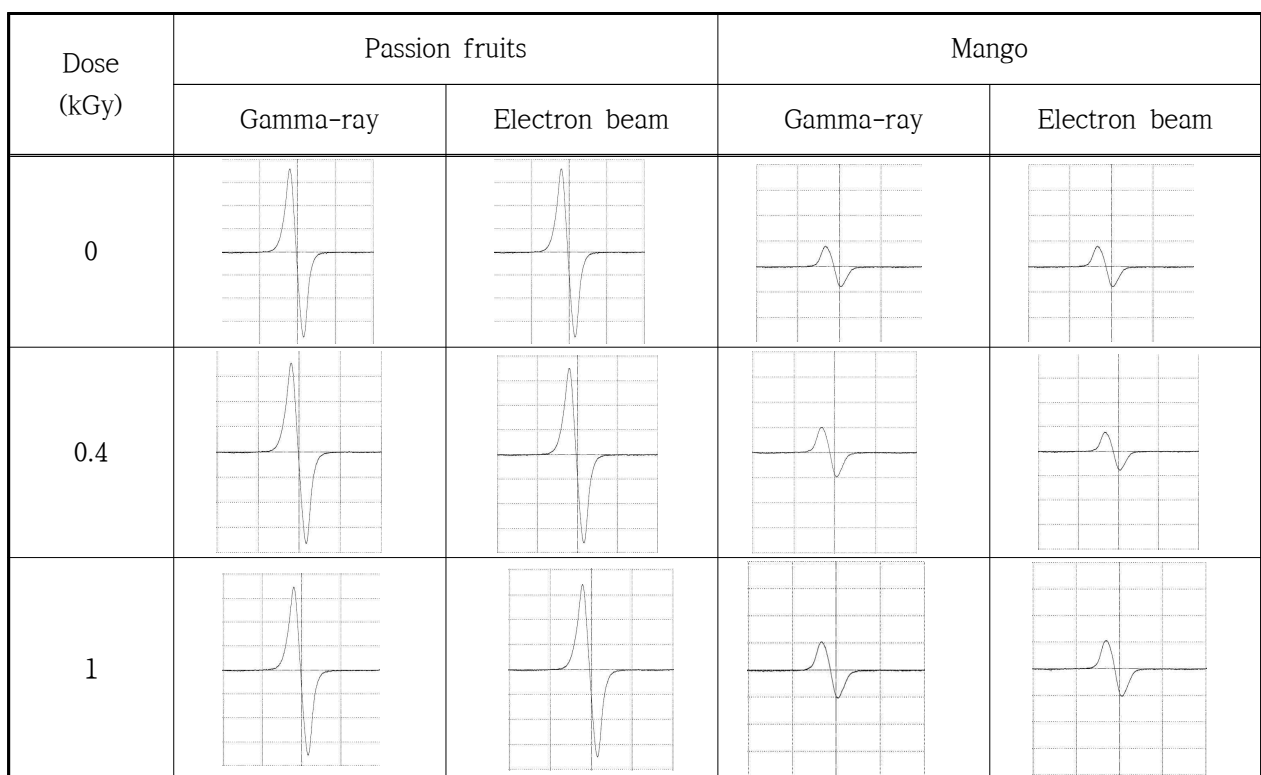 Dose
(kGy)
Passion fruits
Mango
Gamma-ray
Electron beam
Gamma-ray
Electron beam
0
0.4
1